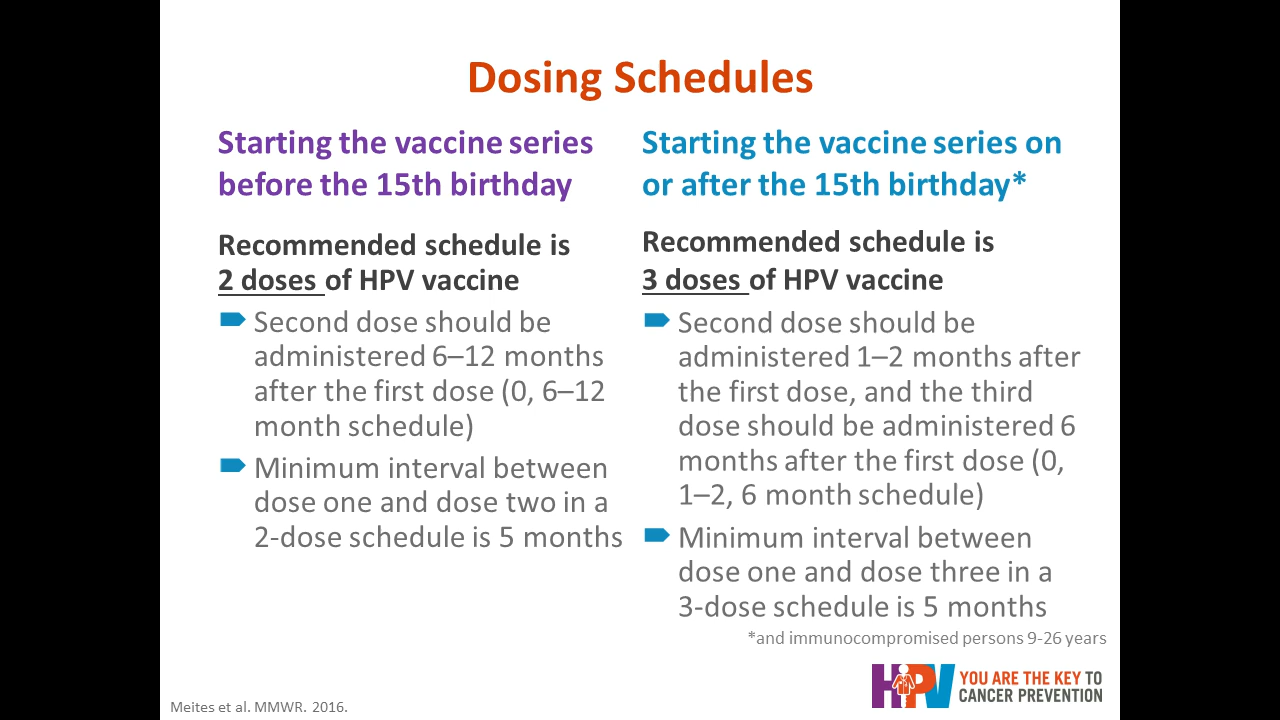 Dosing Schedules
Starting the vaccine series
before the 15th birthday
Recommended schedule is
2 doses of HPV vaccine
Second dose should be
administered 6–12 months
after the first dose (0, 6–12
month schedule)
Minimum interval between
dose one and dose two in a
2-dose schedule is 5 months
Starting the vaccine series on
or after the 15th birthday*
Recommended schedule is
3 doses of HPV vaccine
Second dose should be
administered 1–2 months after
the first dose, and the third
dose should be administered 6
months after the first dose (0,
1–2, 6 month schedule)
Minimum interval between
dose one and dose three in a
3-dose schedule is 5 months
*and immunocompromised persons 9-26 years
HPV
YOU ARE THE KEY TO
CANCER PREVENTION
Meites et al. MMWR. 2016.